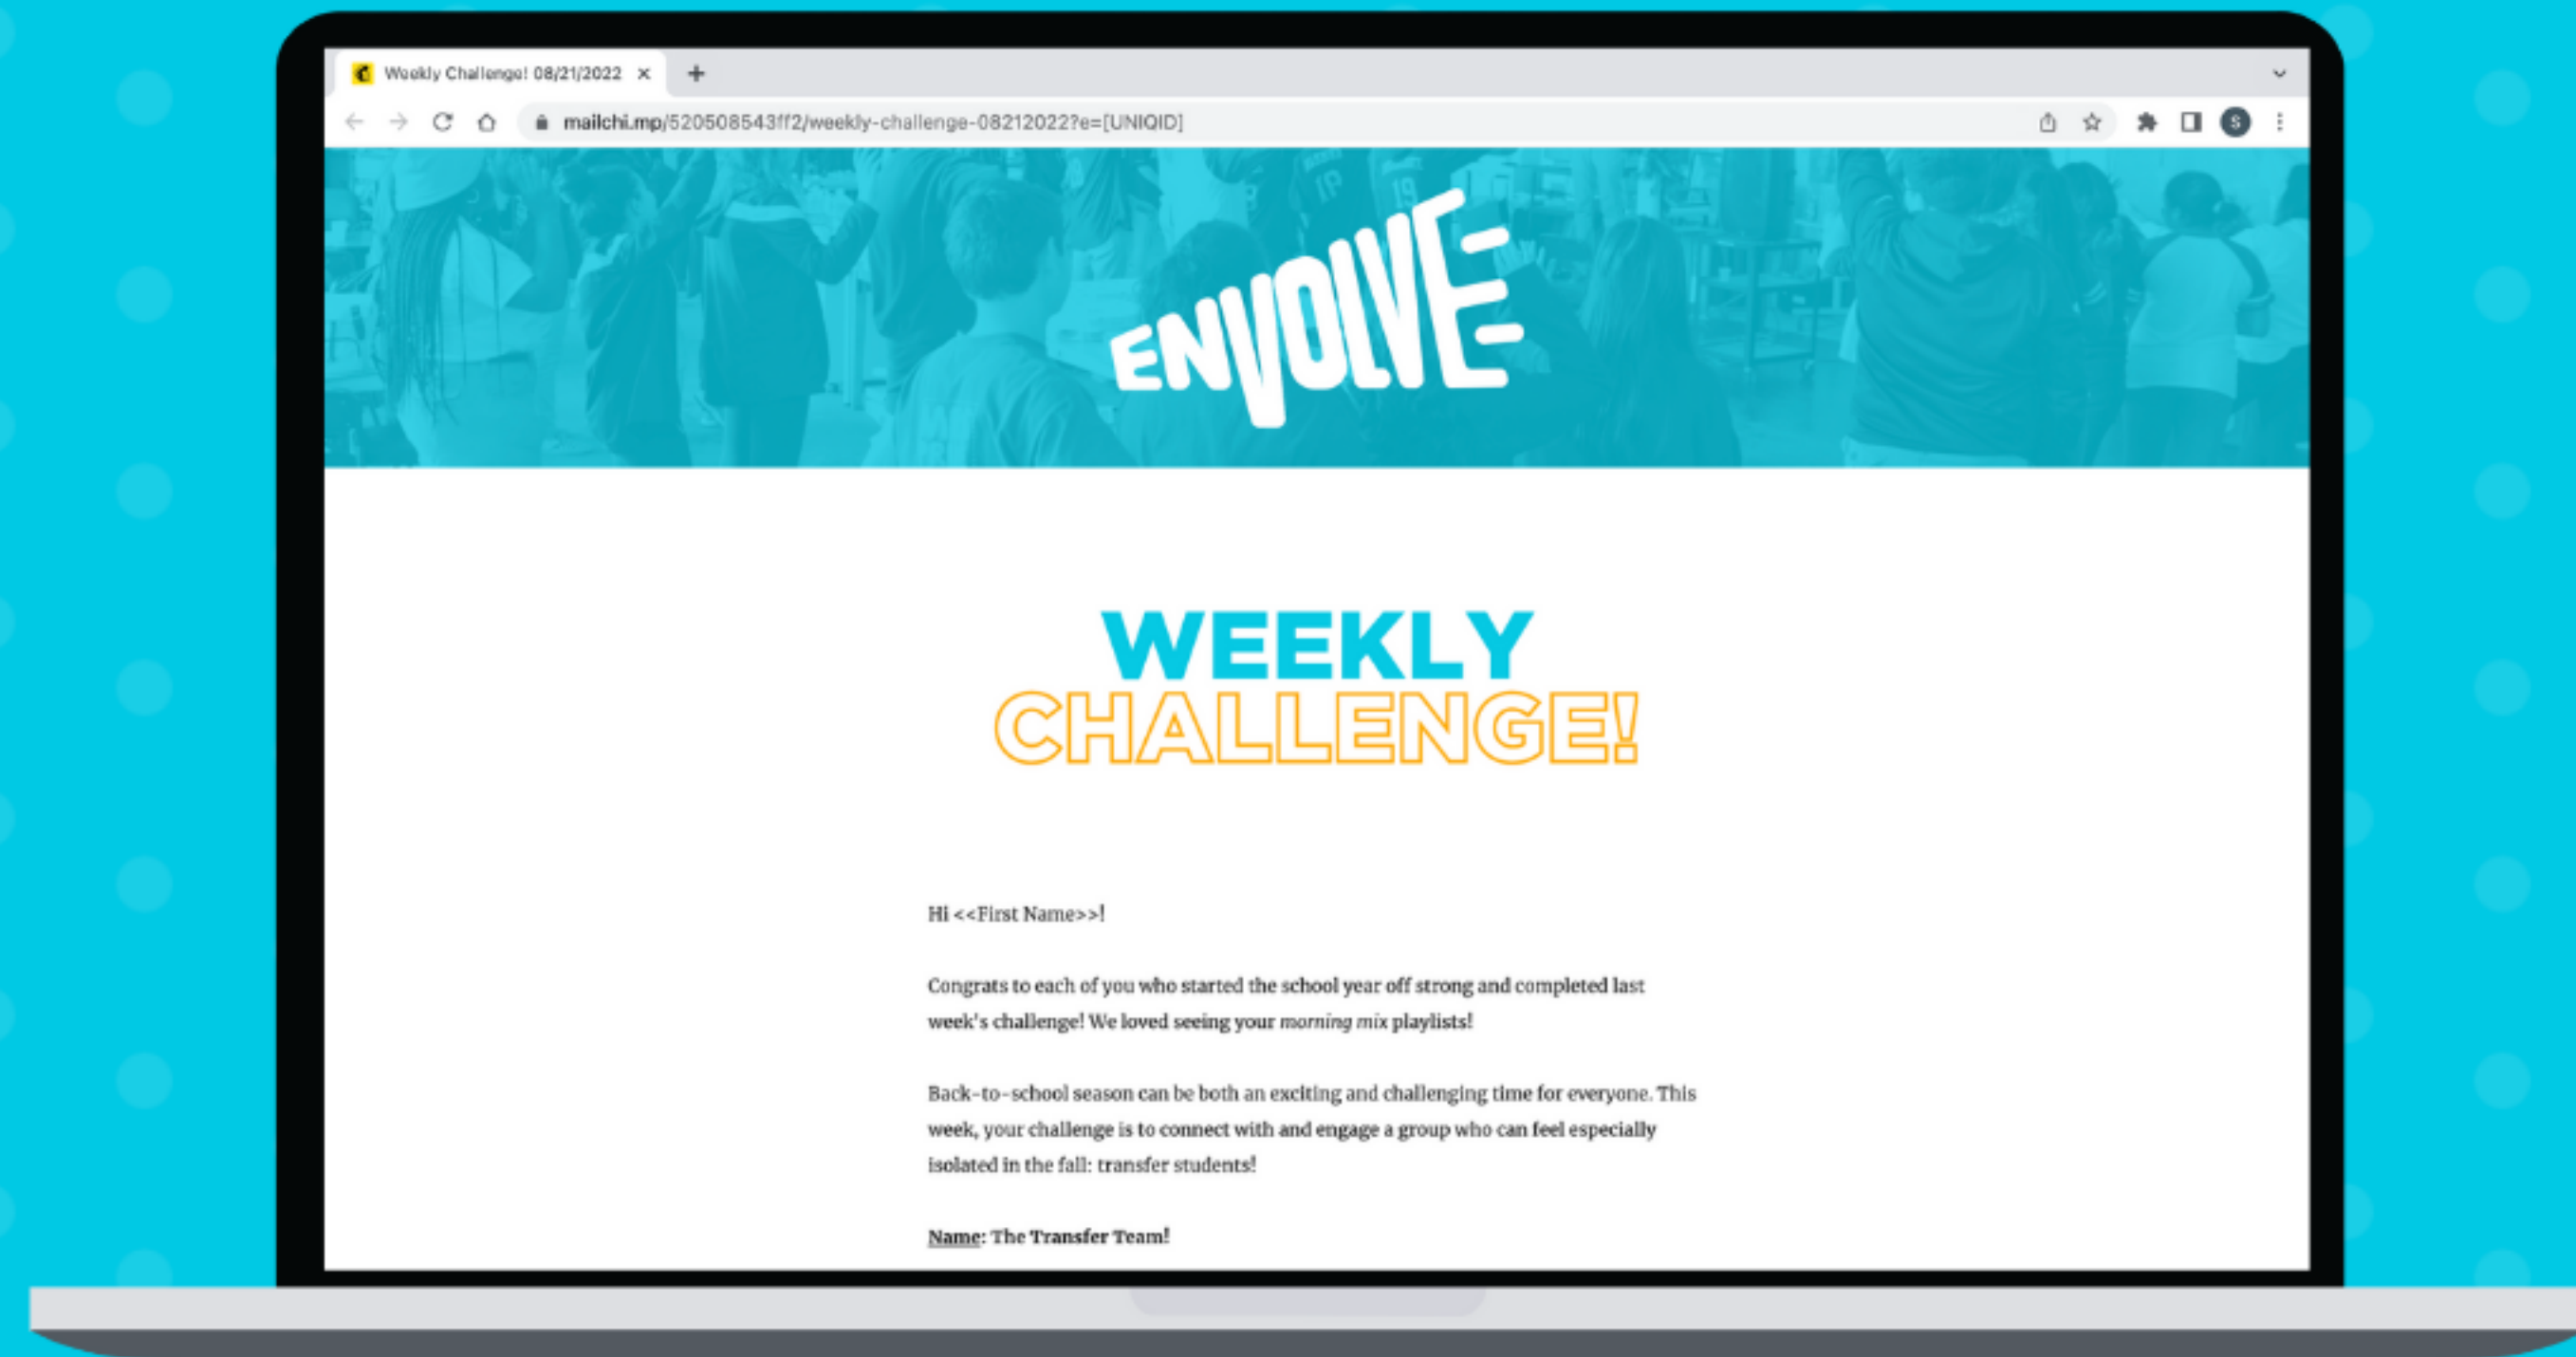 Weekly Challenge! 08/21/2022
mailchi.mp/520508543ff2/weekly-challenge-08212022?e=[UNIQID]
S
19
19
ENVOLVE
WEEKLY
CHALLENGE!
Hi <<First Name>>!
Congrats to each of you who started the school year off strong and completed last
week's challenge! We loved seeing your morning mix playlists!
Back-to-school season can be both an exciting and challenging time for everyone. This
week, your challenge is to connect with and engage a group who can feel especially
isolated in the fall: transfer students!
Name: The Transfer Team!